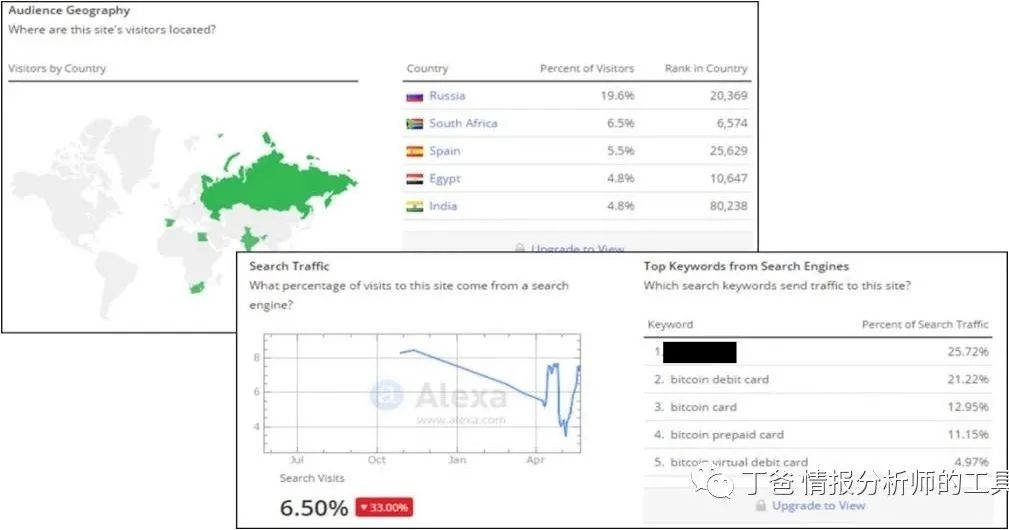 Audience Geography
Where are this site's visitors located?
Visitors by Country
Country Percent of Visitors Rank in Country
Russia 19.6% 20,369
South Africa 6.5% 6,574
Spain 5.5% 25,629
Egypt 4.8% 10,647
India 4.8% 80,238
Upgrade to View
Search Traffic
What percentage of visits to this site come from a search
engine?
8
6
4
Alexa
www.alexa.com
Jul Oct Jan Apr
Search Visits
6.50% ▼33.00%
Top Keywords from Search Engines
Which search keywords send traffic to this site?
Keyword Percent of Search Traffic
1. 25.72%
2. bitcoin debit card 21.22%
3. bitcoin card 12.95%
4. bitcoin prepaid card 11.15%
5. bitcoin virtual debit card 4.97%
Upgrade to View
丁爸 情报分析师的工具